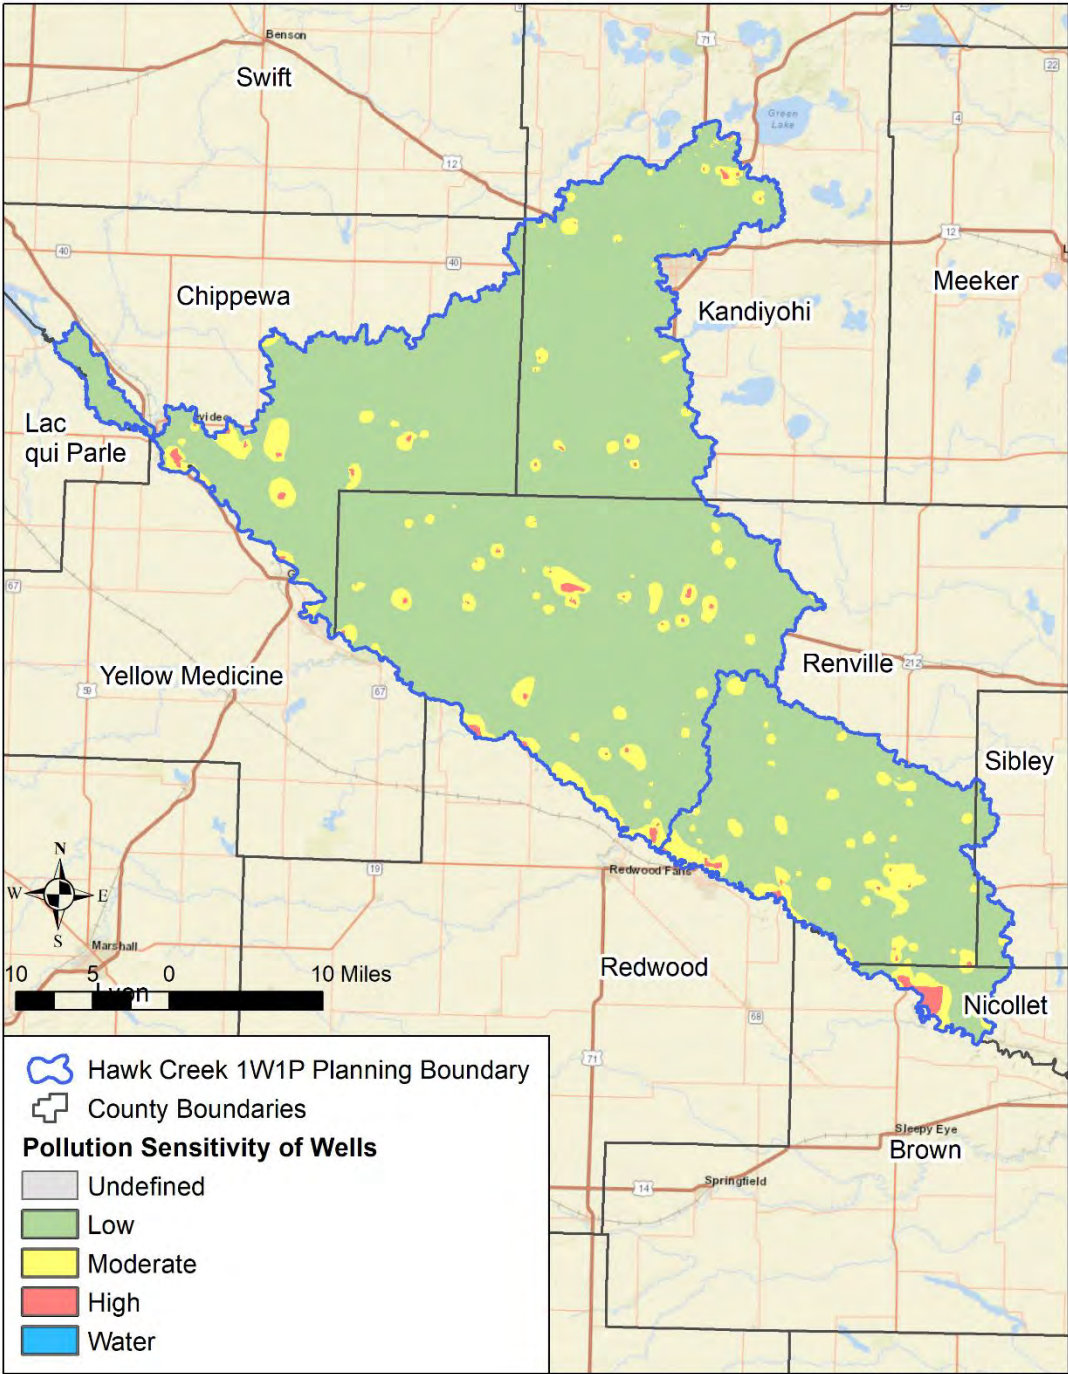 71
Benson
Swift
22
Green
Lake
4
12
40
40
12
Chippewa
Meeker
Kandiyohi
video
Lac
qui Parle
67
G
Renville
212
Yellow Medicine
59
67
Sibley
N
W E
S
19
Redwood Falls
Marshall
10 5 0 10 Miles
Lyon
Redwood
Nicollet
68
71
Hawk Creek 1W1P Planning Boundary
County Boundaries
Pollution Sensitivity of Wells
Undefined
Low
Moderate
High
Water
Sleepy Eye
Brown
Springfield
14